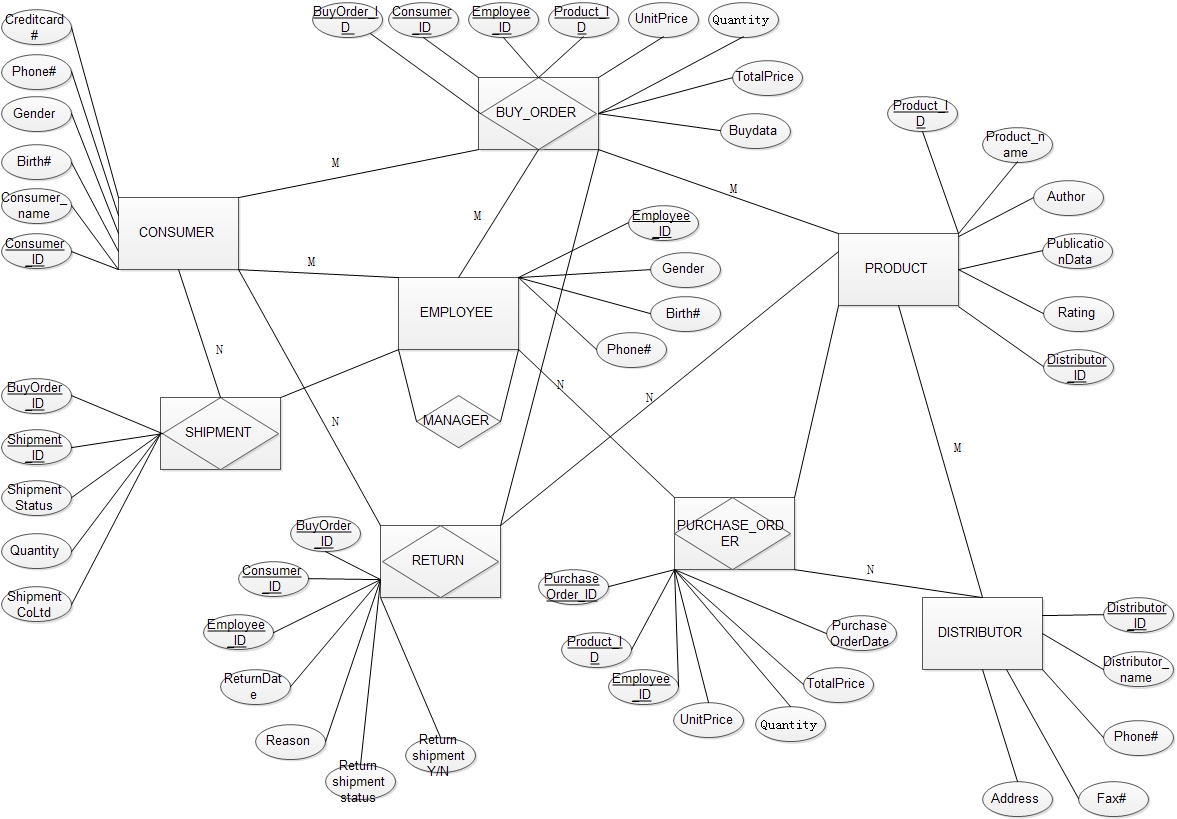 Creditcard
#
Phone#
Gender
Birth#
Consumer_
name
Consumer
_ID
BuyOrder_I
D
Consumer
_ID
Employee
_ID
Product_I
D
UnitPrice
Quantity
TotalPrice
Buydata
BUY_ORDER
Product_I
D
Product_n
ame
Author
Publicatio
nData
Rating
Distributor
_ID
M
M
M
CONSUMER
M
Employee
_ID
Gender
Birth#
Phone#
PRODUCT
EMPLOYEE
N
N
N
N
M
MANAGER
BuyOrder
_ID
Shipment
_ID
Shipment
Status
Quantity
Shipment
CoLtd
SHIPMENT
BuyOrder
_ID
Consumer
_ID
Employee
_ID
ReturnDat
e
Reason
Return
shipment
status
Return
shipment
Y/N
RETURN
PURCHASE_ORD
ER
N
Purchase
Order_ID
Product_I
D
Employee
_ID
UnitPrice
Quantity
TotalPrice
Purchase
OrderDate
DISTRIBUTOR
Distributor
_ID
Distributor_
name
Phone#
Fax#
Address